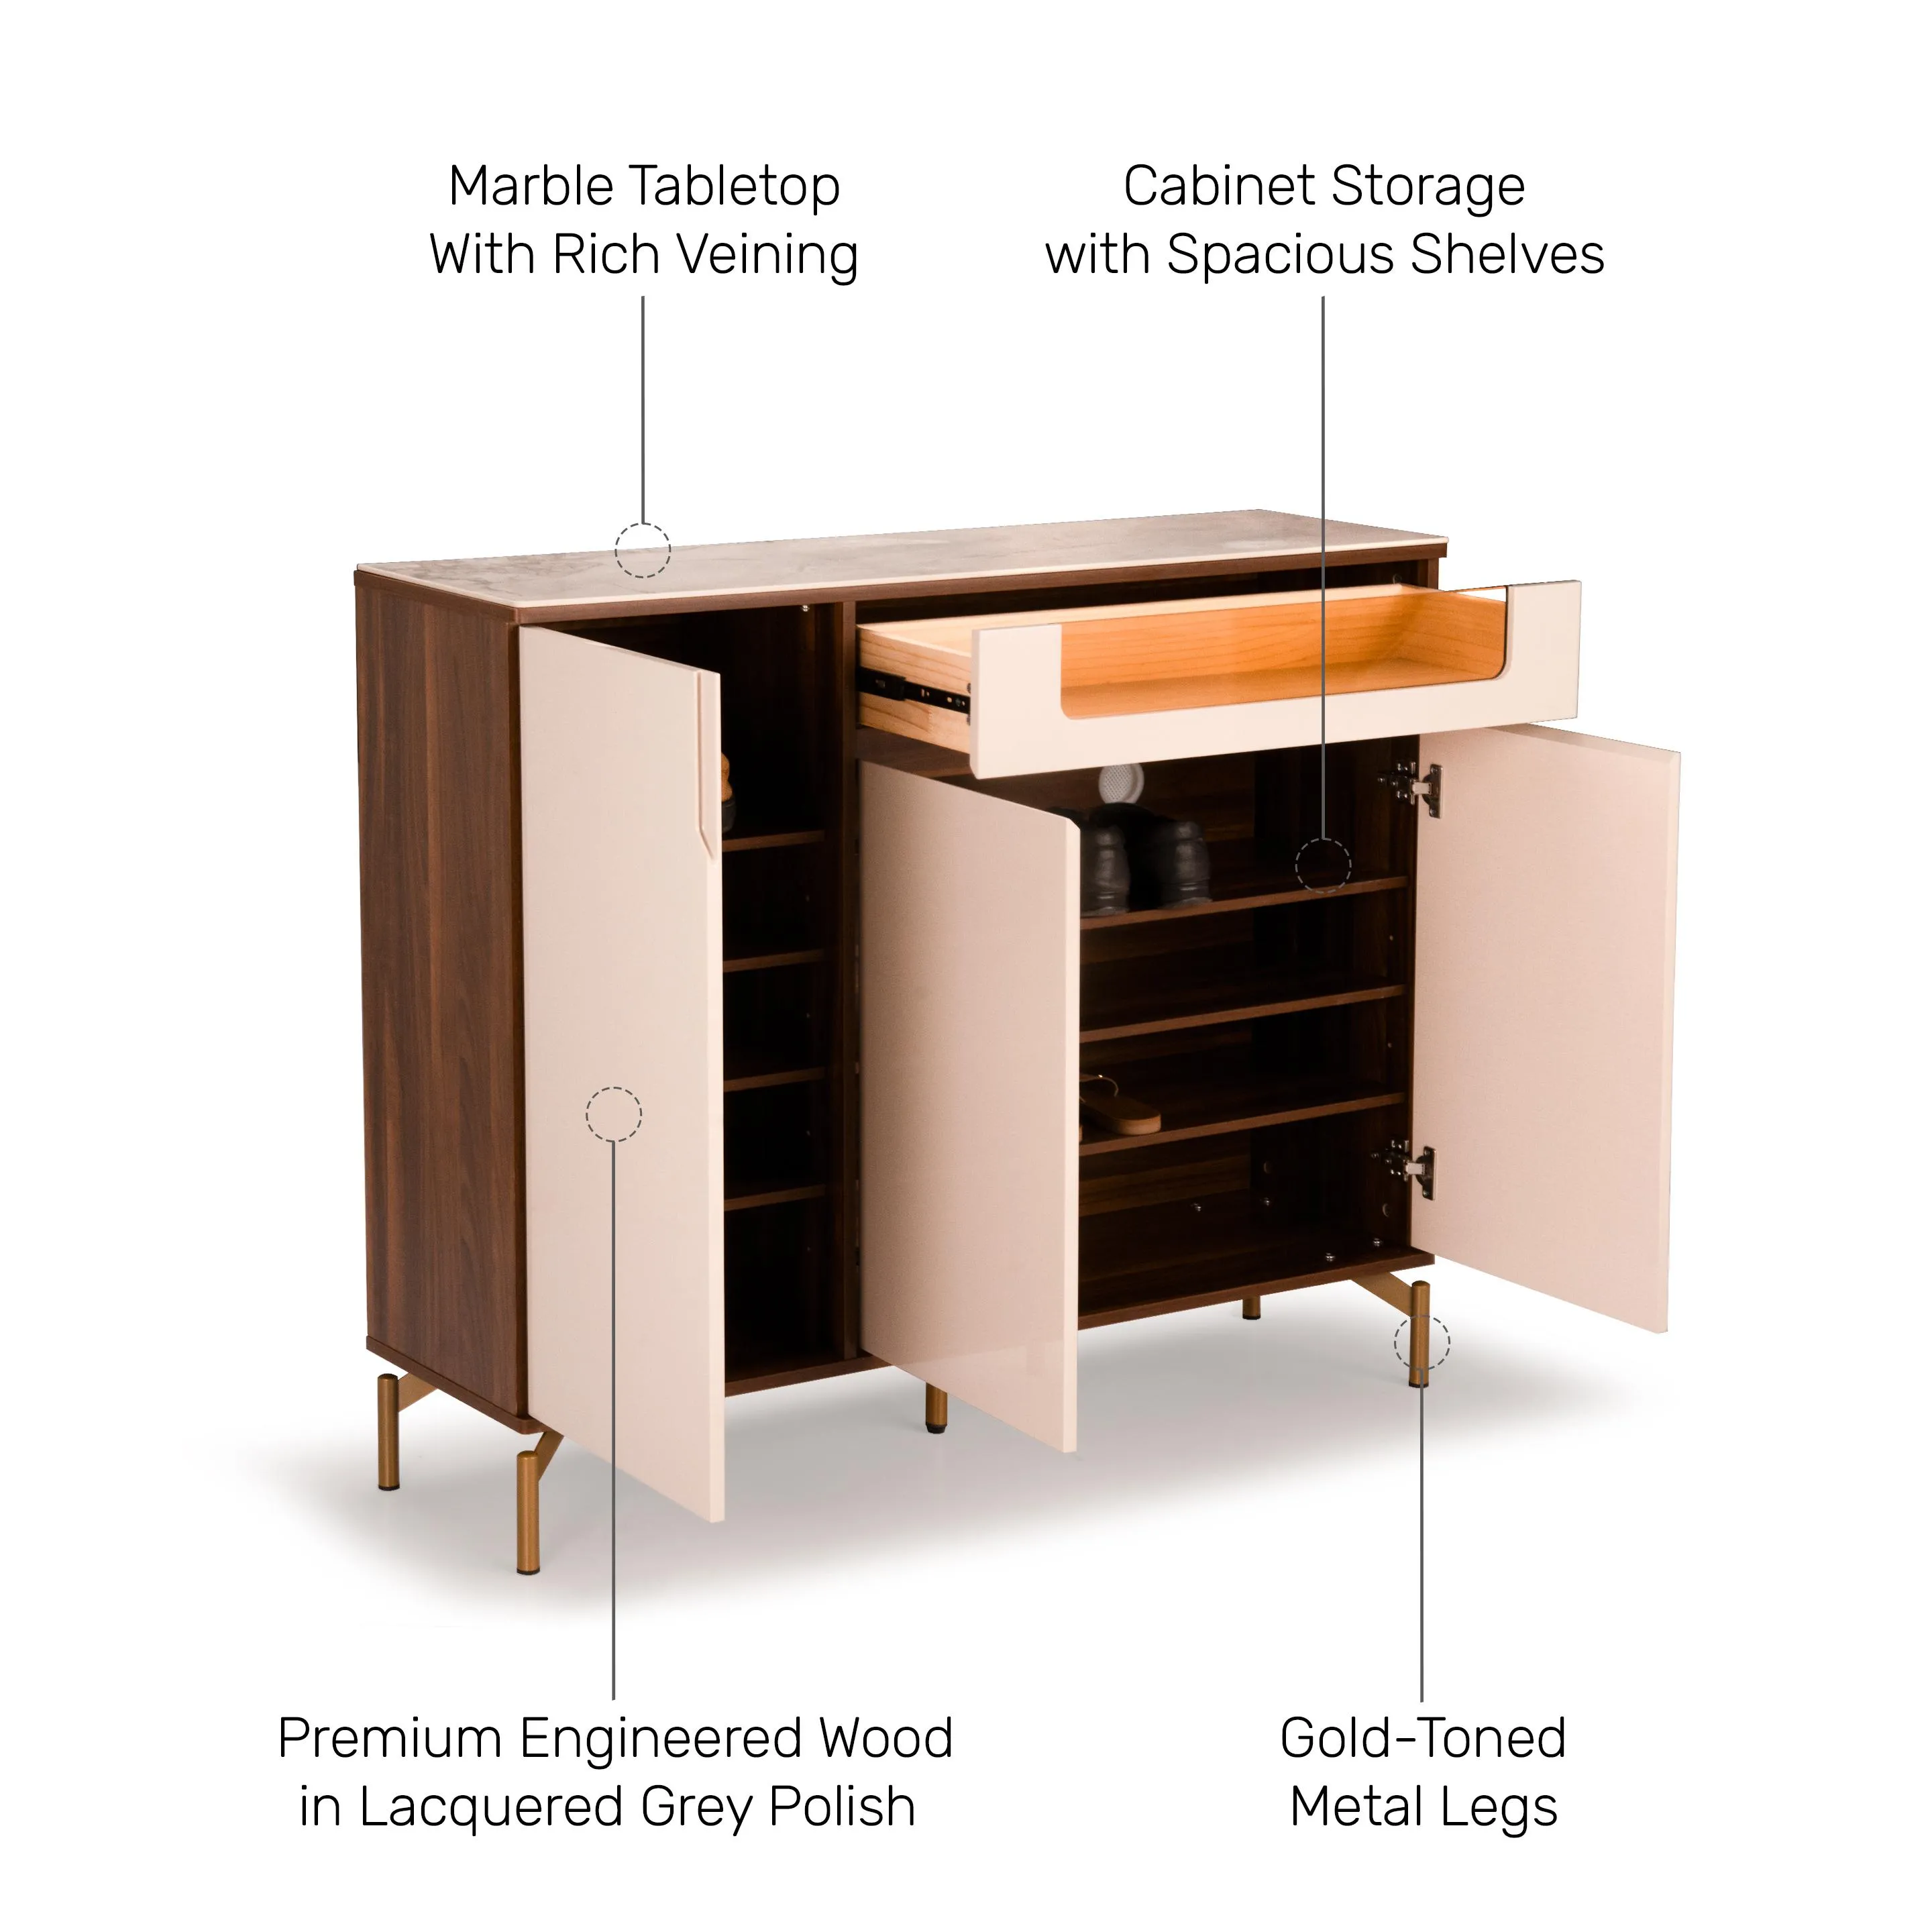 Marble Tabletop
With Rich Veining
Cabinet Storage
with Spacious Shelves
Premium Engineered Wood
in Lacquered Grey Polish
Gold-Toned
Metal Legs